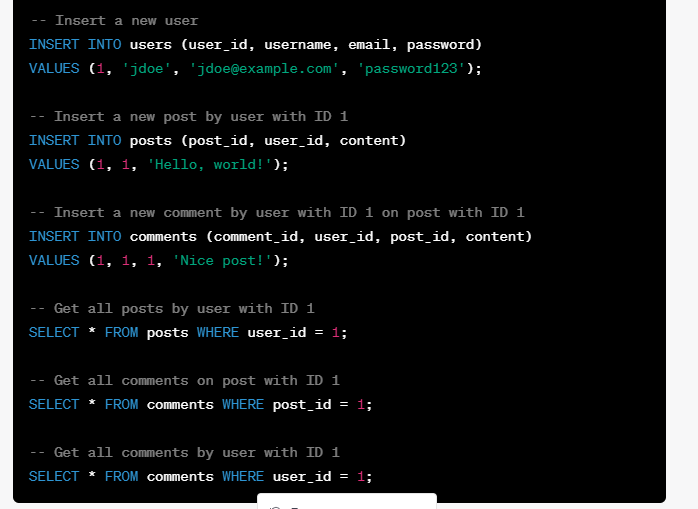 -- Insert a new user
INSERT INTO users (user_id, username, email, password)
VALUES (1, 'jdoe', 'jdoe@example.com', 'password123');
-- Insert a new post by user with ID 1
INSERT INTO posts (post_id, user_id, content)
VALUES (1, 1, 'Hello, world!');
-- Insert a new comment by user with ID 1 on post with ID 1
INSERT INTO comments (comment_id, user_id, post_id, content)
VALUES (1, 1, 1, 'Nice post!');
-- Get all posts by user with ID 1
SELECT * FROM posts WHERE user_id = 1;
-- Get all comments on post with ID 1
SELECT * FROM comments WHERE post_id = 1;
-- Get all comments by user with ID 1
SELECT * FROM comments WHERE user_id = 1;